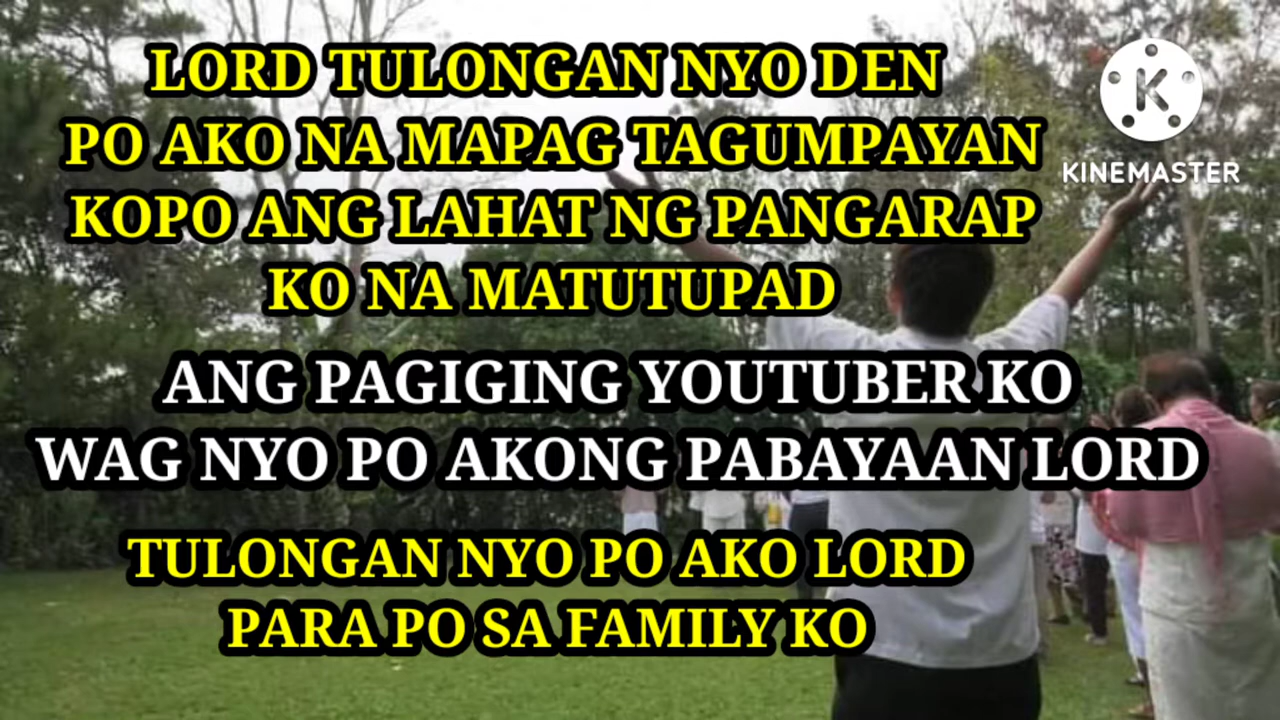 LORD TULONGAN NYO DEN
PO AKO NA MAPAG TAGUMPAYAN
KOPO ANG LAHAT NG PANGARAP
KO NA MATUTUPAD
ANG PAGIGING YOUTUBER KO
WAG NYO PO AKONG PABAYAAN LORD
TULONGAN NYO PO AKO LORD
PARA PO SA FAMILY KO
K
KINEMASTER